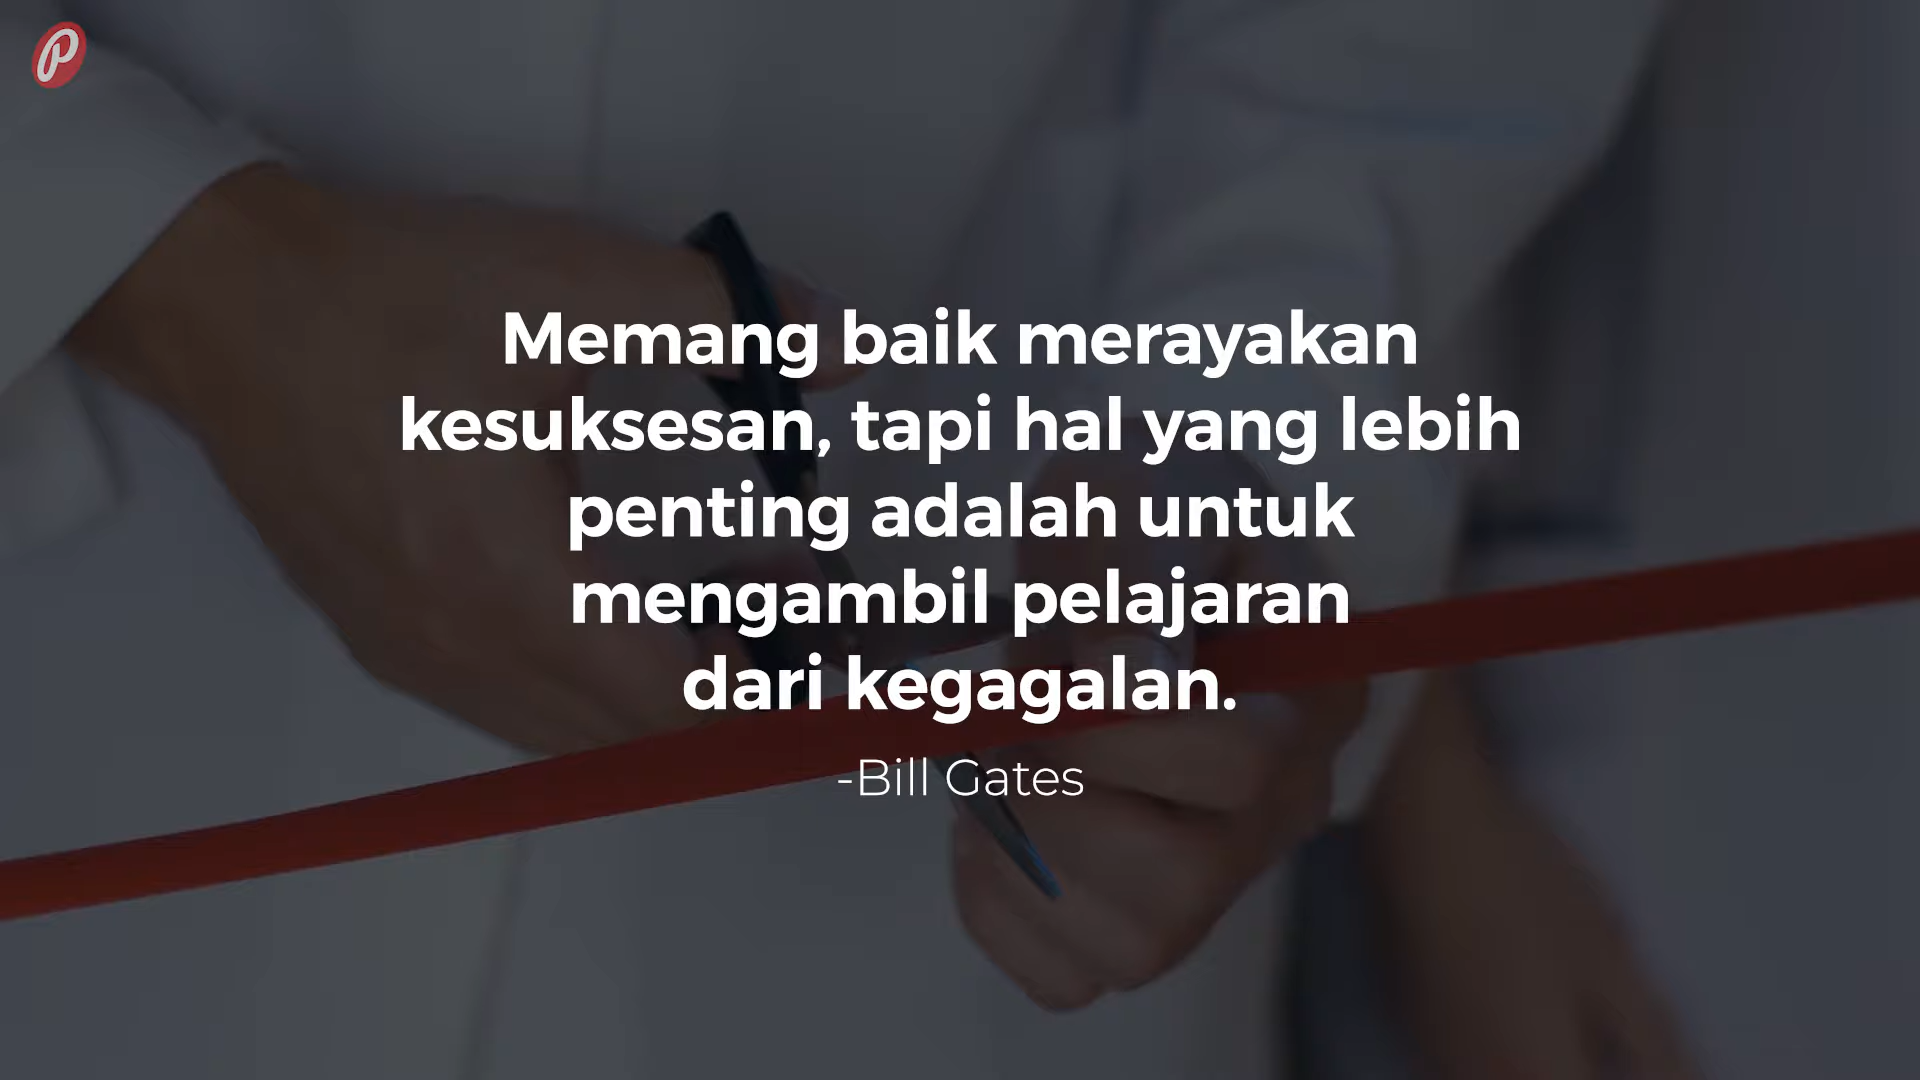 P
Memang baik merayakan
kesuksesan, tapi hal yang lebih
penting adalah untuk
mengambil pelajaran
dari kegagalan.
-Bill Gates